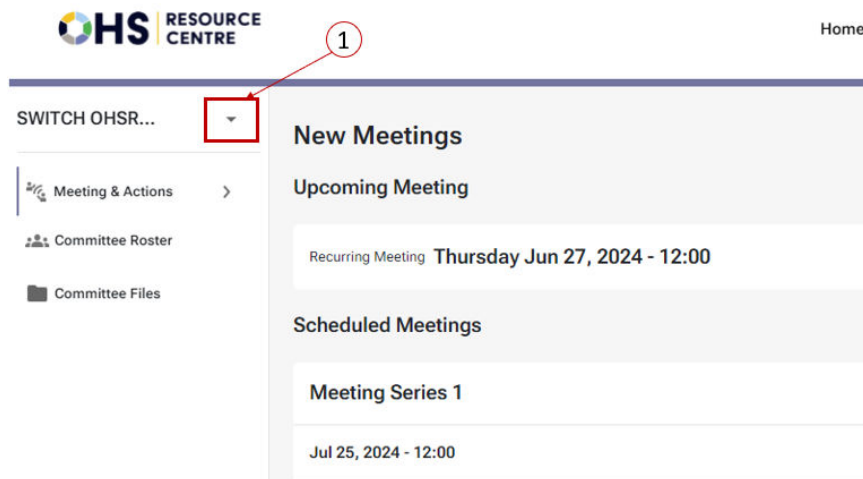 OHS RESOURCE
CENTRE
1
Home
SWITCH OHSR...
Meeting & Actions
Committee Roster
Committee Files
New Meetings
Upcoming Meeting
Recurring Meeting Thursday Jun 27, 2024 - 12:00
Scheduled Meetings
Meeting Series 1
Jul 25, 2024 - 12:00